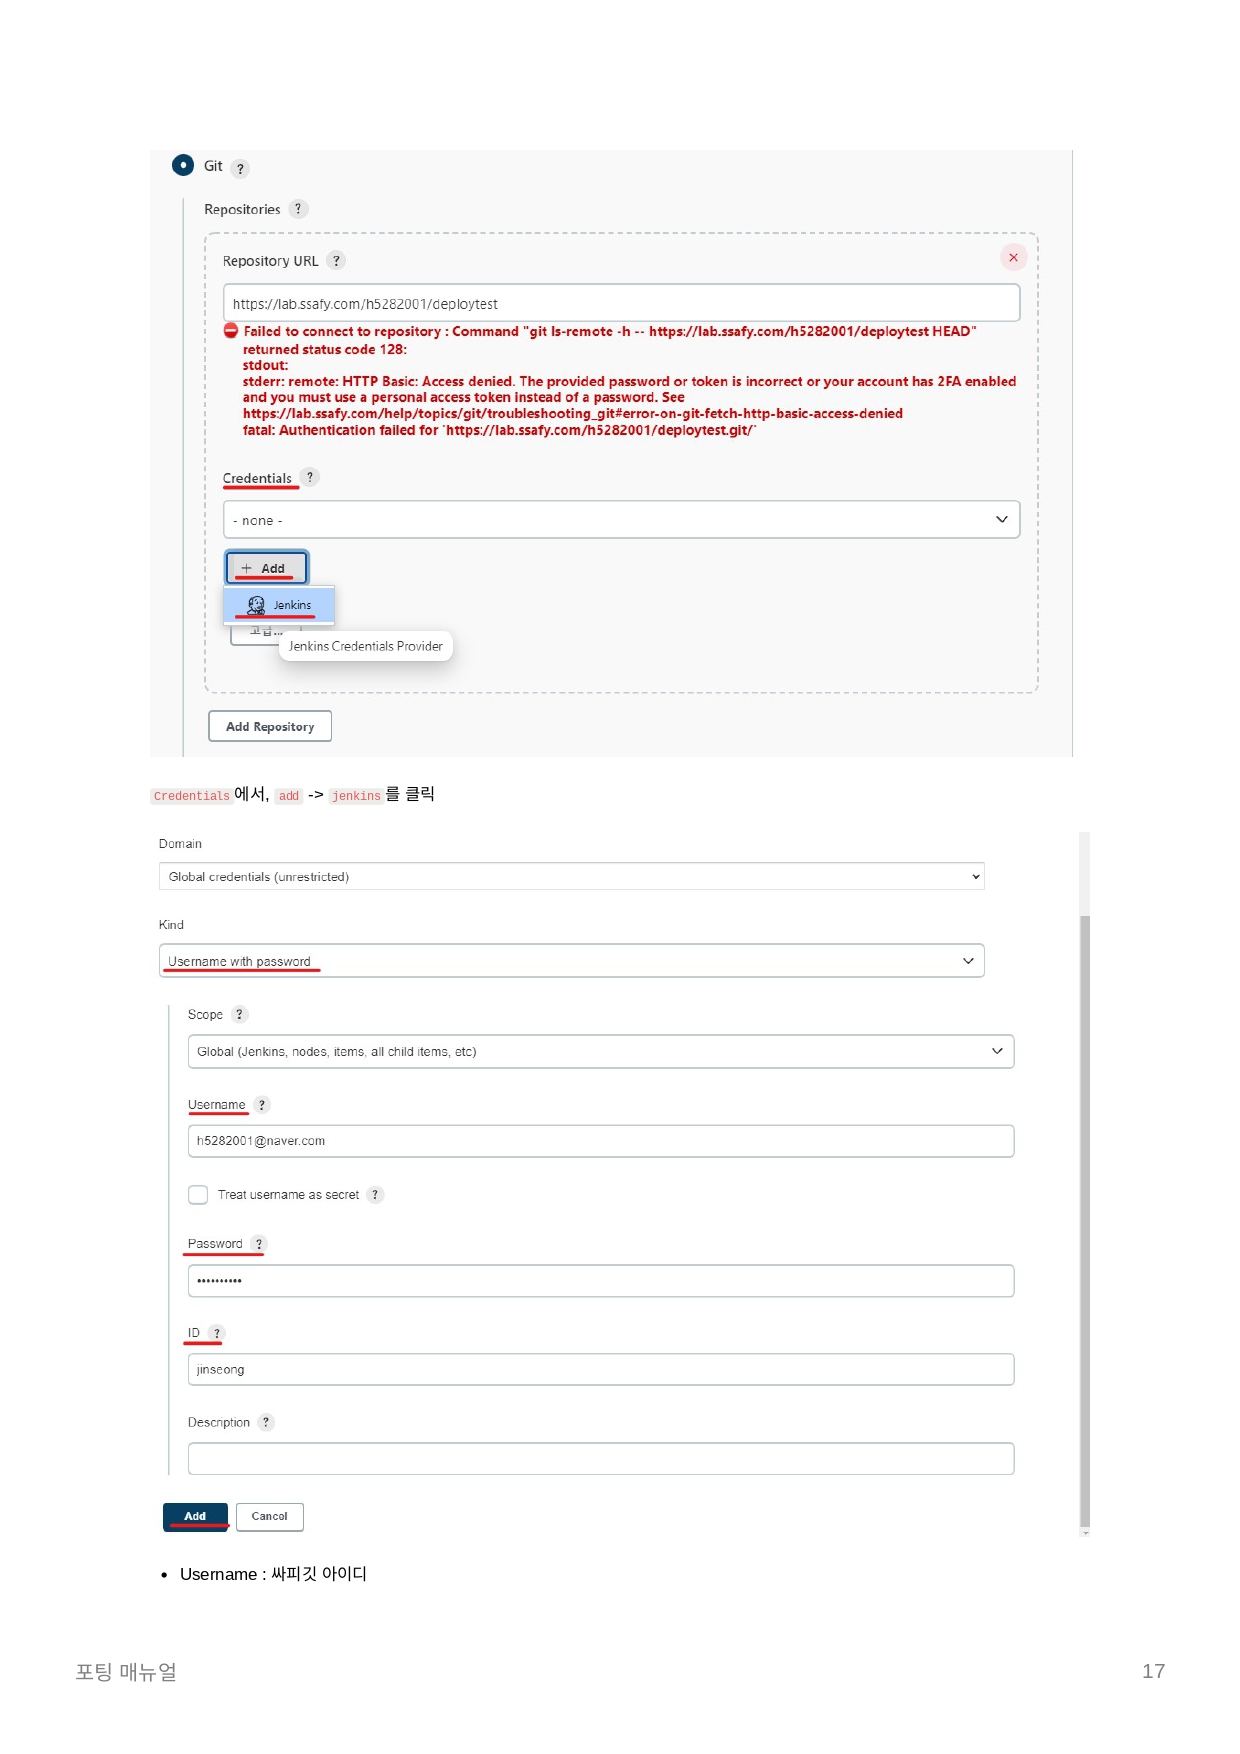 Git ?
Repositories ?
Repository URL ?
https://lab.ssafy.com/h5282001/deploytest
Failed to connect to repository : Command "git ls-remote -h -- https://lab.ssafy.com/h5282001/deploytest HEAD"
returned status code 128:
stdout:
stderr: remote: HTTP Basic: Access denied. The provided password or token is incorrect or your account has 2FA enabled
and you must use a personal access token instead of a password. See
https://lab.ssafy.com/help/topics/git/troubleshooting_git#error-on-git-fetch-http-basic-access-denied
fatal: Authentication failed for 'https://lab.ssafy.com/h5282001/deploytest.git/'
Credentials ?
- none -
+ Add
Jenkins
고급...
Jenkins Credentials Provider
Add Repository
Credentials 에서, add -> jenkins 를 클릭
Domain
Global credentials (unrestricted)
Kind
Username with password
Scope ?
Global (Jenkins, nodes, items, all child items, etc)
Username ?
h5282001@naver.com
Treat username as secret ?
Password ?
••••••••••
ID ?
jinseong
Description ?
Add Cancel
• Username : 싸피깃 아이디
포팅 매뉴얼 17